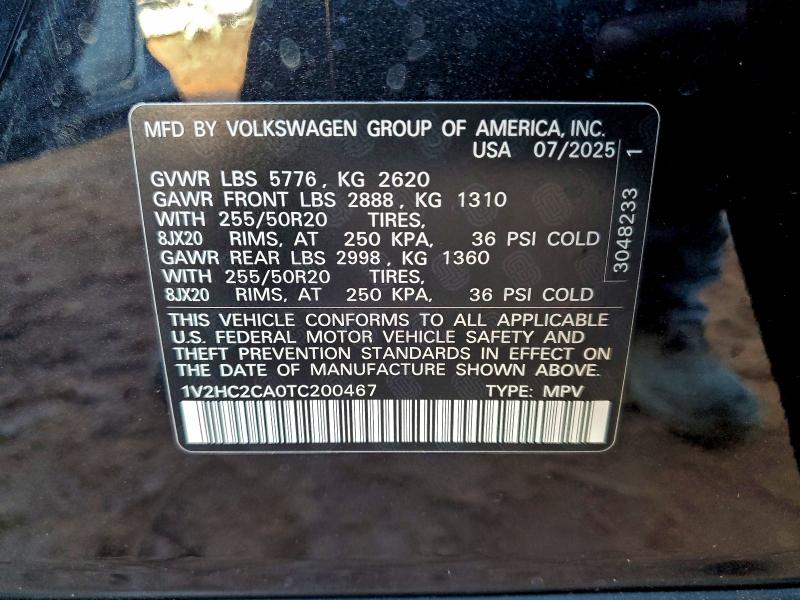 MFD BY VOLKSWAGEN GROUP OF AMERICA, INC.
USA 07/2025
GVWR LBS 5776, KG 2620
GAWR FRONT LBS 2888, KG 1310
WITH 255/50R20 TIRES,
8JX20 RIMS, AT 250 KPA, 36 PSI COLD
GAWR REAR LBS 2998, KG 1360
WITH 255/50R20 TIRES,
8JX20 RIMS, AT 250 KPA, 36 PSI COLD
3048233 1
THIS VEHICLE CONFORMS TO ALL APPLICABLE
U.S. FEDERAL MOTOR VEHICLE SAFETY AND
THEFT PREVENTION STANDARDS IN EFFECT ON
THE DATE OF MANUFACTURE SHOWN ABOVE.
1V2HC2CA0TC200467 TYPE: MPV